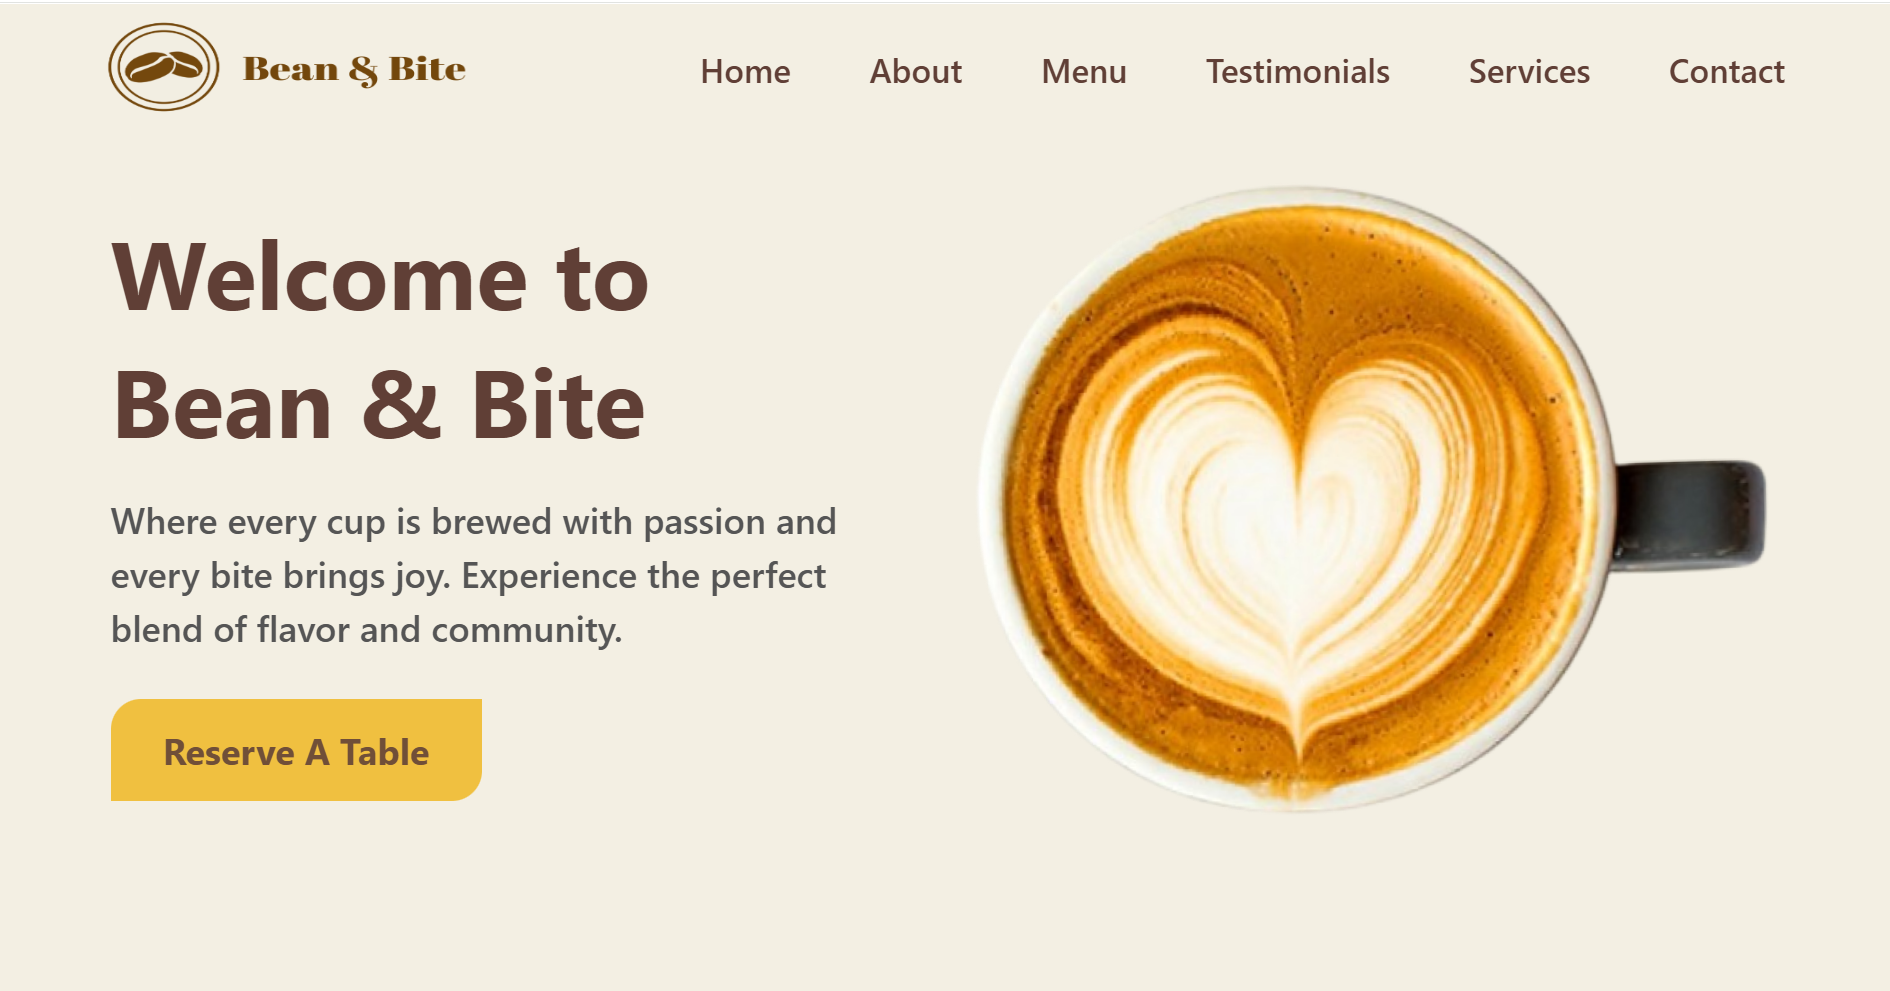 Bean & Bite
Home About Menu Testimonials Services Contact
Welcome to
Bean & Bite
Where every cup is brewed with passion and
every bite brings joy. Experience the perfect
blend of flavor and community.
Reserve A Table